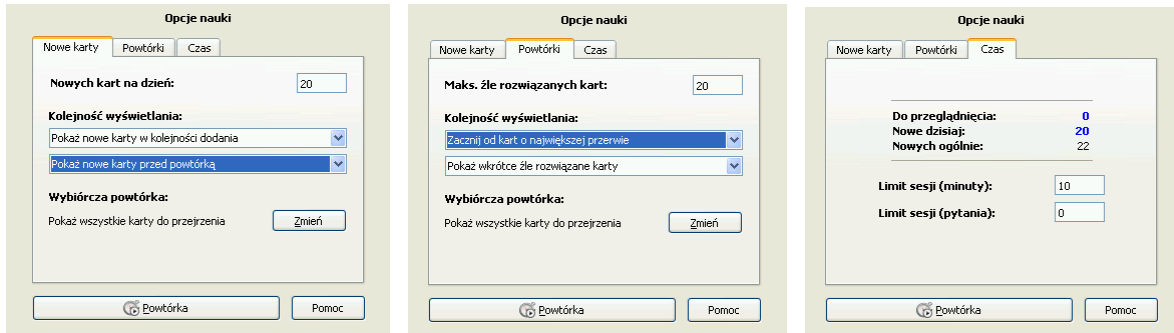 Opcje nauki
Nowe karty Powtórki Czas
Nowych kart na dzień: 20
Kolejność wyświetlania:
Pokaż nowe karty w kolejności dodania
Pokaż nowe karty przed powtórką
Wybiórcza powtórka:
Pokaż wszystkie karty do przejrzenia Zmień
Powtórka Pomoc
Opcje nauki
Nowe karty Powtórki Czas
Maks. źle rozwiązanych kart: 20
Kolejność wyświetlania:
Zacznij od kart o największej przerwie
Pokaż wkrótce źle rozwiązane karty
Wybiórcza powtórka:
Pokaż wszystkie karty do przejrzenia Zmień
Powtórka Pomoc
Opcje nauki
Nowe karty Powtórki Czas
Do przeglądnięcia: 0
Nowe dzisiaj: 20
Nowych ogólnie: 22
Limit sesji (minuty): 10
Limit sesji (pytania): 0
Powtórka Pomoc